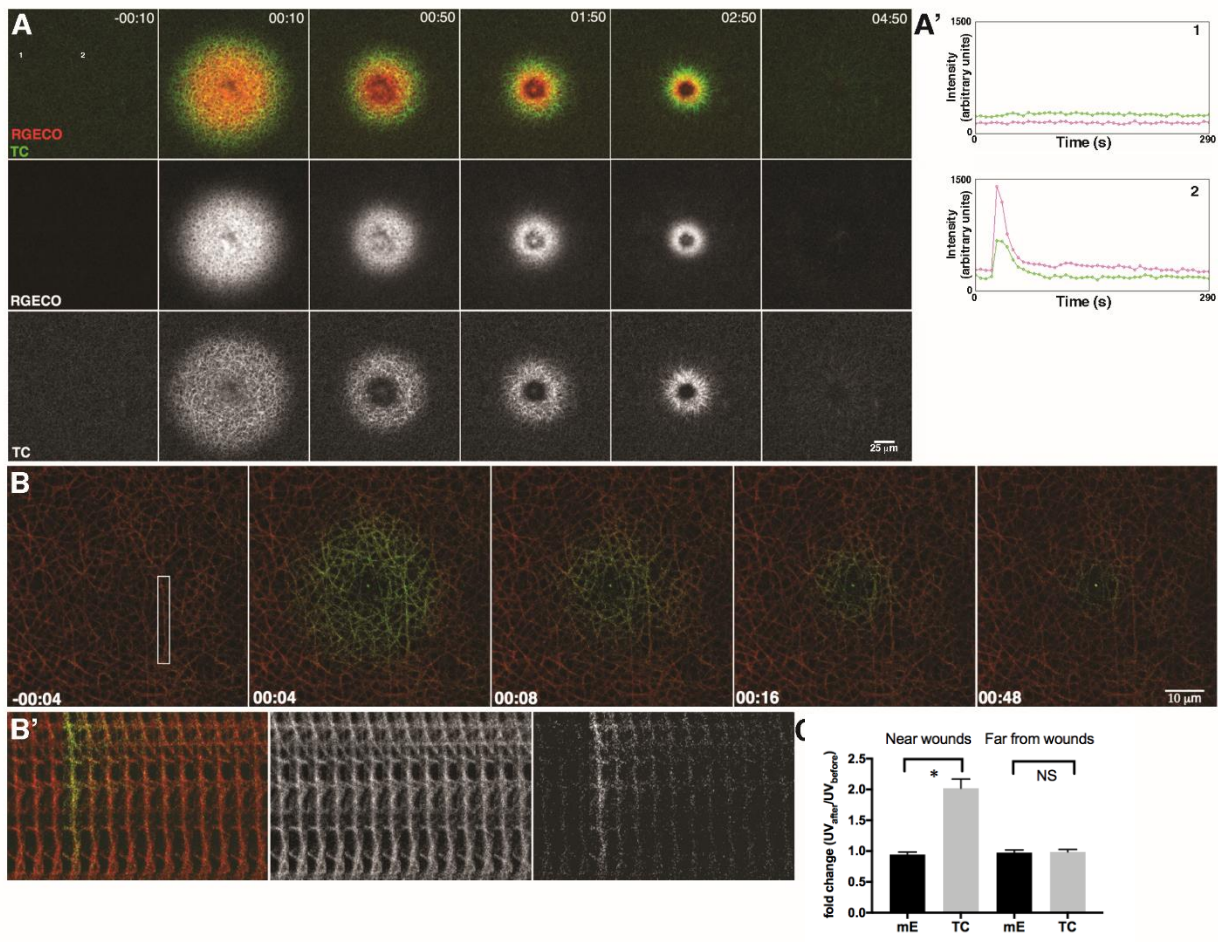 A
-00:10
00:10
00:50
01:50
02:50
04:50
1
2
RGECO
TC
RGECO
TC
25 µm
A’
Intensity
(arbitrary units)
1500
0
1
0
Time (s)
290
Intensity
(arbitrary units)
1500
0
2
0
Time (s)
290
B
-00:04
00:04
00:08
00:16
00:48
10 µm
B’
C
Near wounds
Far from wounds
fold change (UVafter/UVbefore)
2.5
2.0
1.5
1.0
0.5
0.0
*
NS
mE
TC
mE
TC